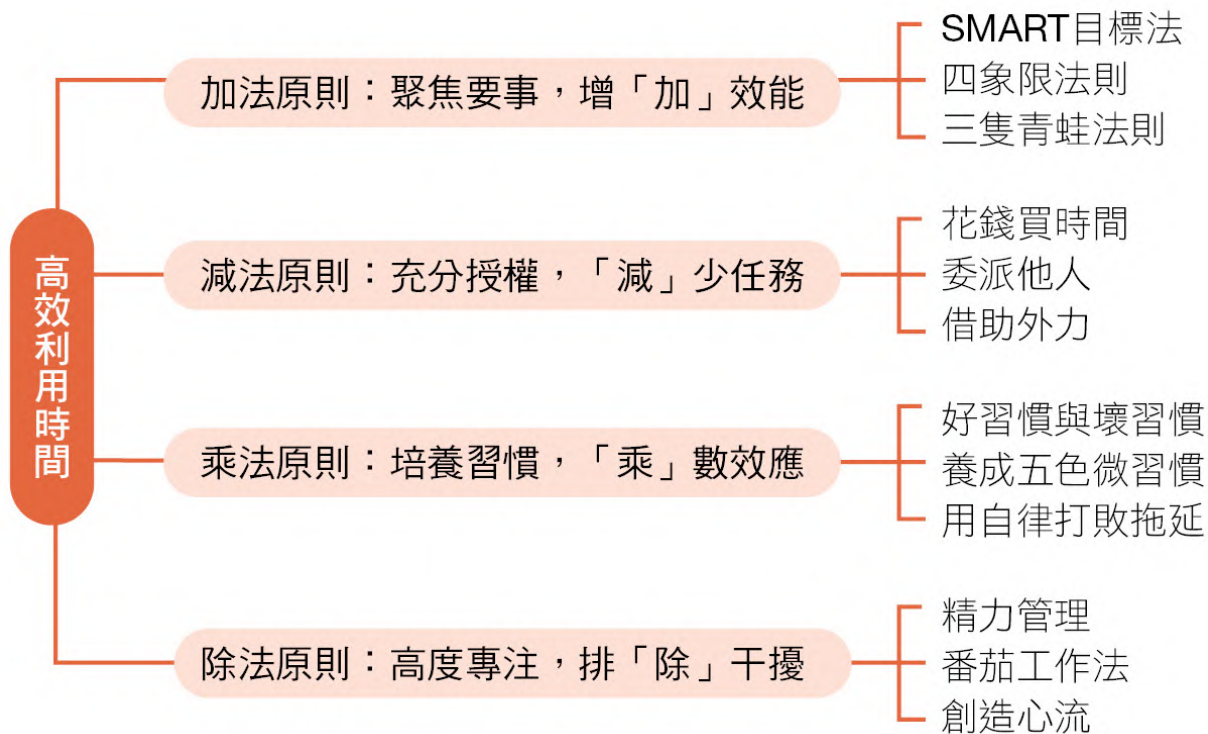 高效利用時間
加法原則：聚焦要事，增「加」效能
SMART目標法
四象限法則
三隻青蛙法則
減法原則：充分授權，「減」少任務
花錢買時間
委派他人
借助外力
乘法原則：培養習慣，「乘」數效應
好習慣與壞習慣
養成五色微習慣
用自律打敗拖延
除法原則：高度專注，排「除」干擾
精力管理
番茄工作法
創造心流